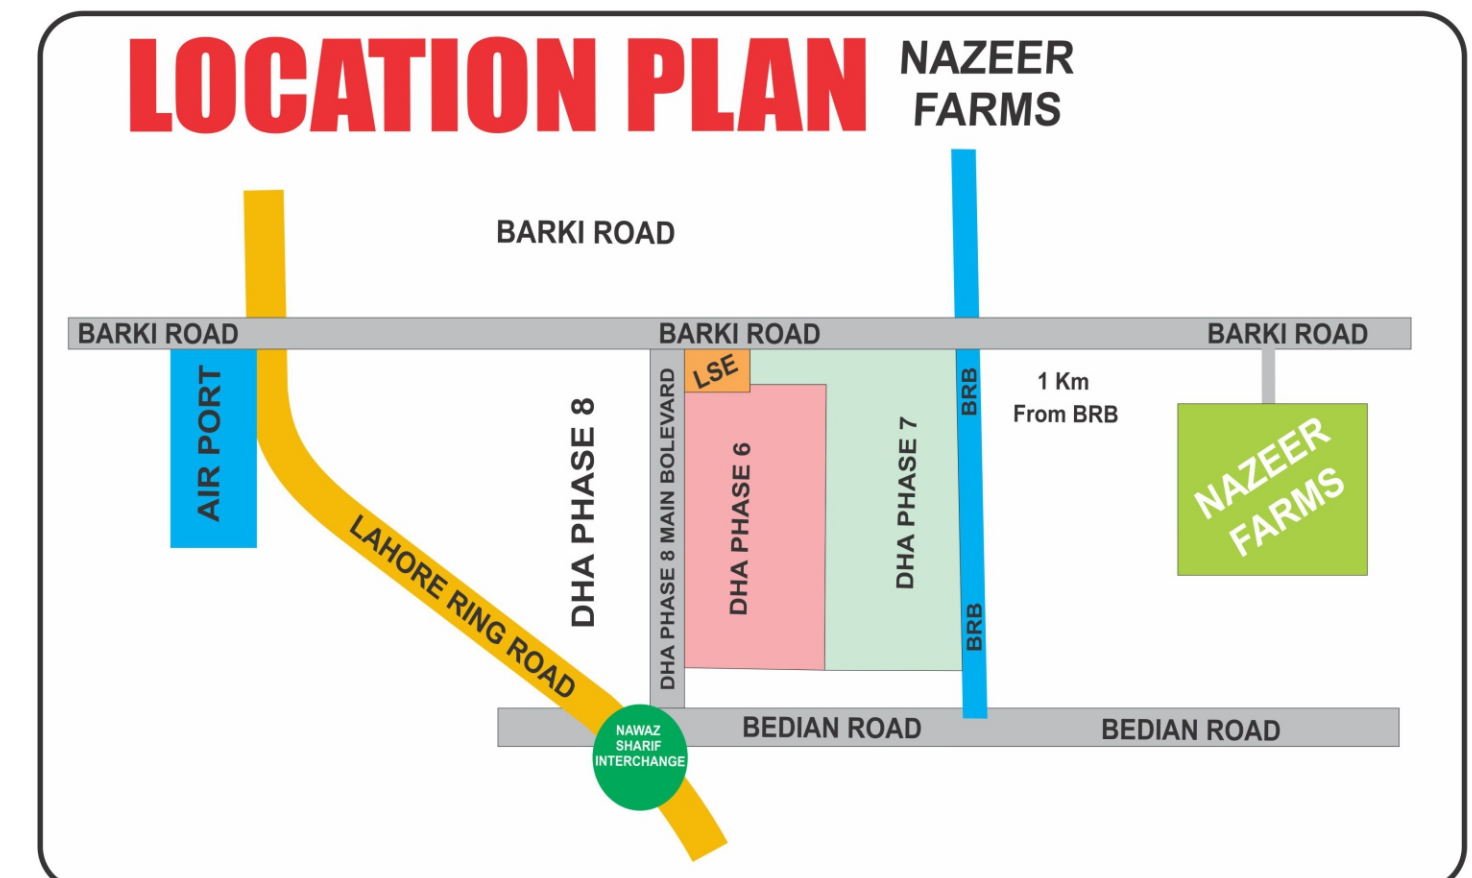 LOCATION PLAN
NAZEER
FARMS
BARKI ROAD
BARKI ROAD
BARKI ROAD
BARKI ROAD
AIR PORT
LAHORE RING ROAD
DHA PHASE 8
DHA PHASE 8 MAIN BOLEVARD
LSE
DHA PHASE 6
DHA PHASE 7
BRB
BRB
1 Km
From BRB
NAZEER
FARMS
NAWAZ
SHARIF
INTERCHANGE
BEDIAN ROAD
BEDIAN ROAD